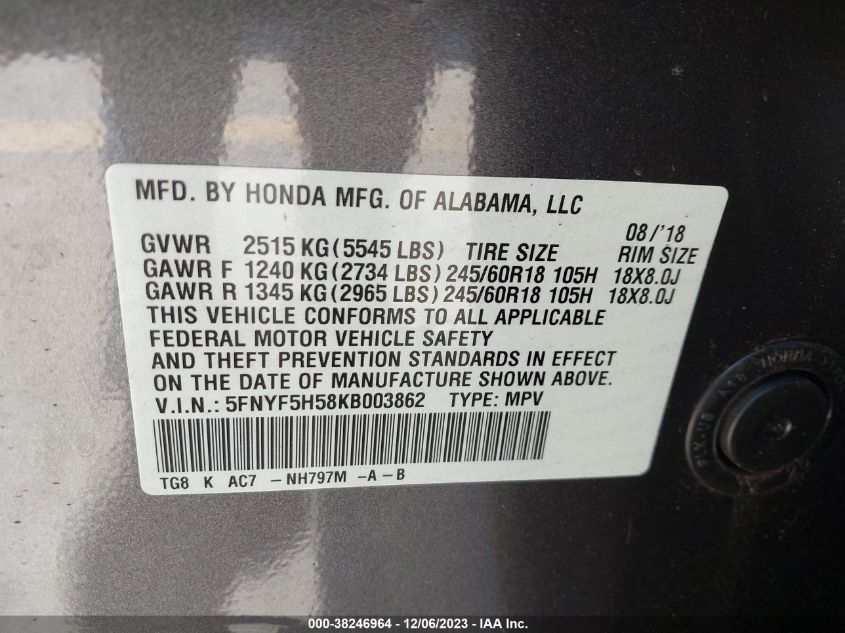 MFD. BY HONDA MFG. OF ALABAMA, LLC
08/'18
GVWR 2515 KG (5545 LBS) TIRE SIZE RIM SIZE
GAWR F 1240 KG (2734 LBS) 245/60R18 105H 18X8.0J
GAWR R 1345 KG (2965 LBS) 245/60R18 105H 18X8.0J
THIS VEHICLE CONFORMS TO ALL APPLICABLE
FEDERAL MOTOR VEHICLE SAFETY
AND THEFT PREVENTION STANDARDS IN EFFECT
ON THE DATE OF MANUFACTURE SHOWN ABOVE.
V.I.N.: 5FNYF5H58KB003862 TYPE: MPV
TG8 K AC7 -NH797M -A-B
HONDA
000-38246964 - 12/06/2023 - IAA Inc.